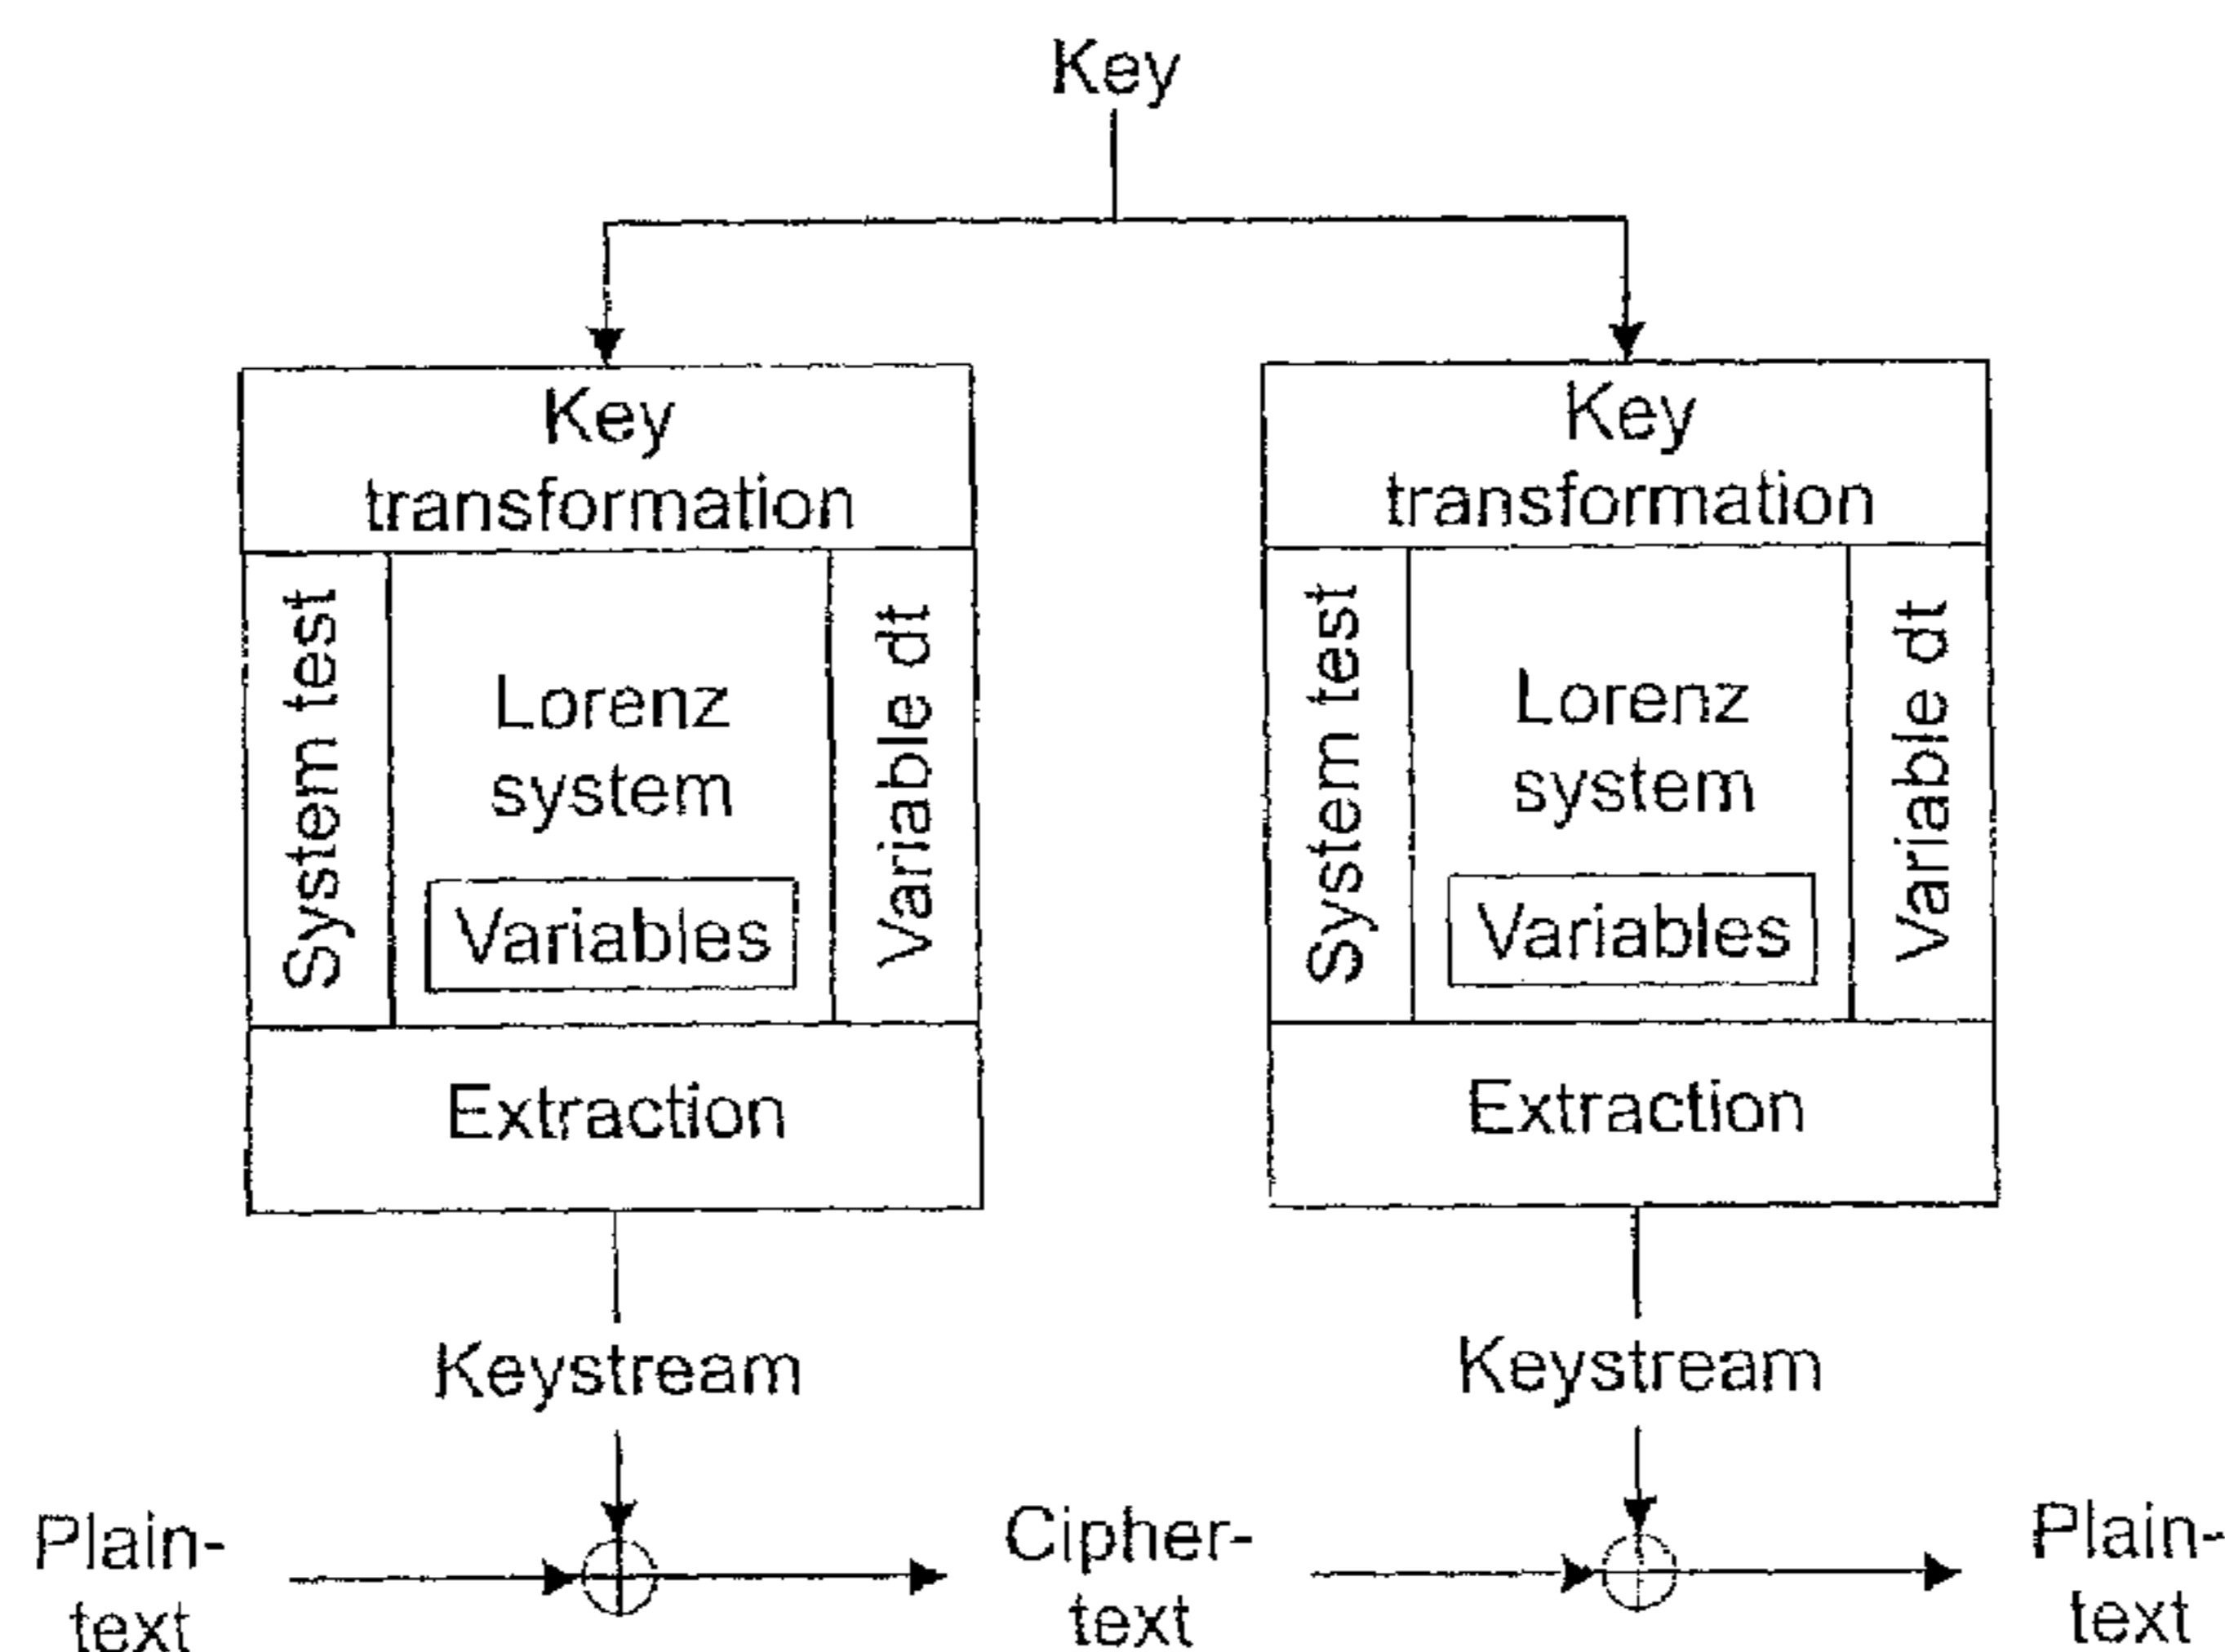 Key
Key
transformation
System test
Lorenz
system
Variables
Variable dt
Extraction
Keystream
Key
transformation
System test
Lorenz
system
Variables
Variable dt
Extraction
Keystream
Plain-
text
Cipher-
text
Plain-
text